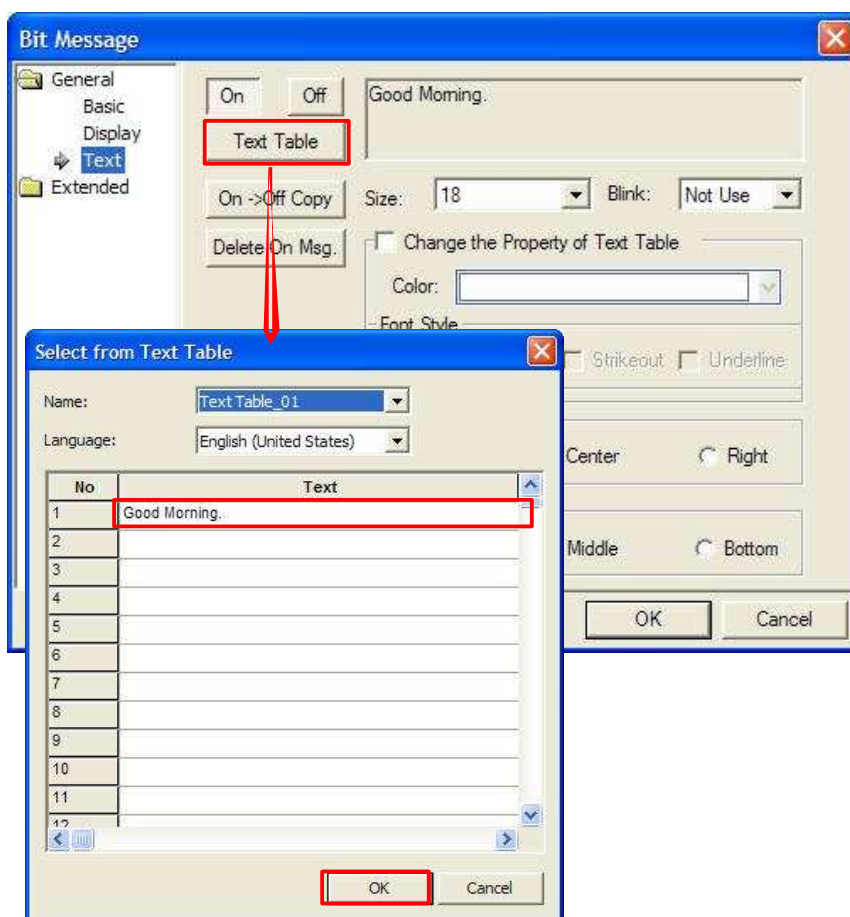 Bit Message
General
Basic
Display
Text
Extended
On Off
Good Morning.
Text Table
On ->Off Copy
Size: 18 Blink: Not Use
Delete On Msg.
Change the Property of Text Table
Color:
Font Style
Strikeout Underline
Center Right
Middle Bottom
OK Cancel
Select from Text Table
Name: Text Table_01
Language: English (United States)
No Text
1 Good Morning.
2
3
4
5
6
7
8
9
10
11
12
OK Cancel